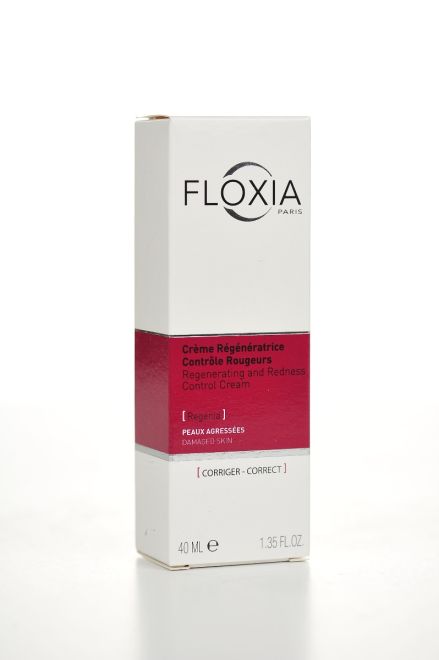 FLOXIA
PARIS
Crème Régénératrice
Contrôle Rougeurs
Regenerating and Redness
Control Cream
[ Regenia ]
PEAUX AGRESSÉES
DAMAGED SKIN
[ CORRIGER - CORRECT ]
40 ML ℮ 1.35 FL.OZ.